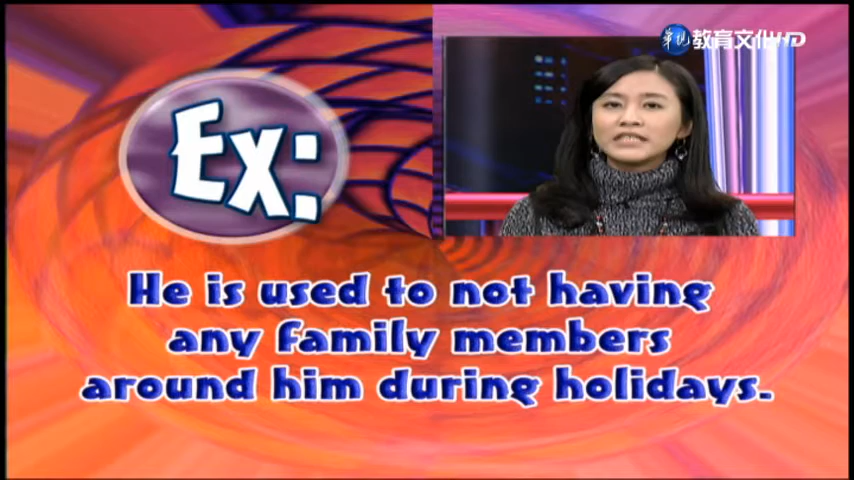 華視 教育文化HD
Ex:
He is used to not having
any family members
around him during holidays.